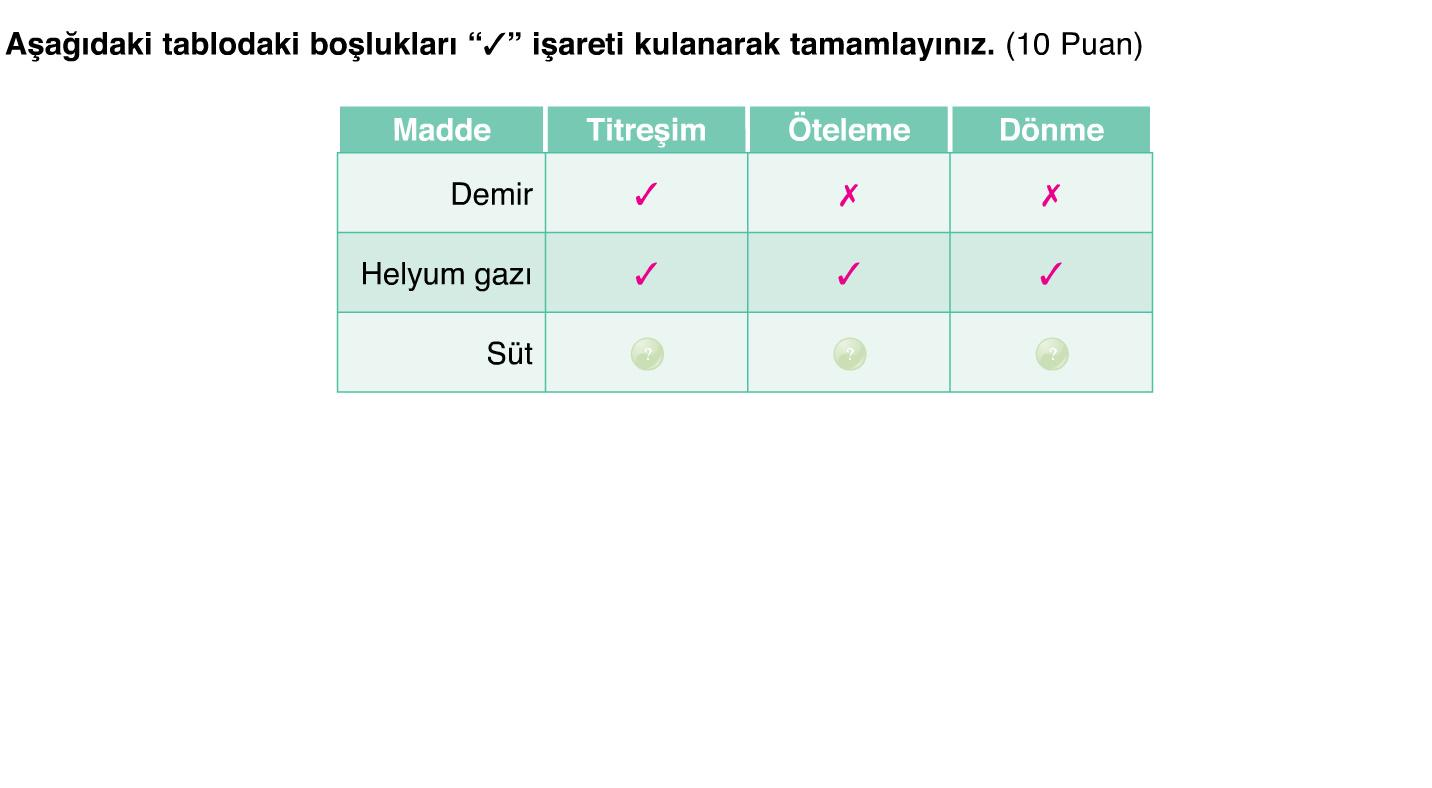 Aşağıdaki tablodaki boşlukları “✓” işareti kulanarak tamamlayınız. (10 Puan)
Madde Titreşim Öteleme Dönme
Demir ✓ ✗ ✗
Helyum gazı ✓ ✓ ✓
Süt ? ? ?